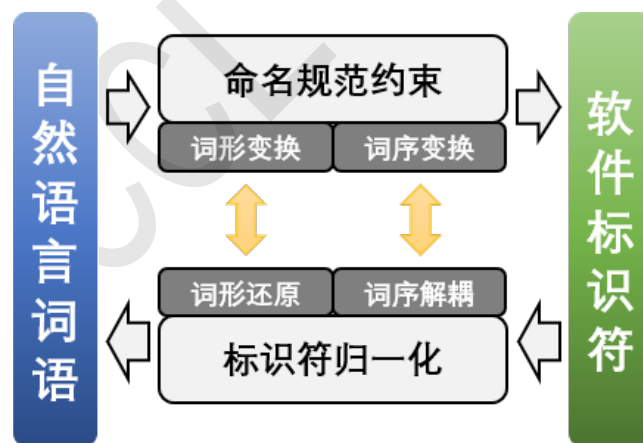 自然语言词语
命名规范约束
词形变换
词序变换
词形还原
词序解耦
标识符归一化
软件标识符
CCL